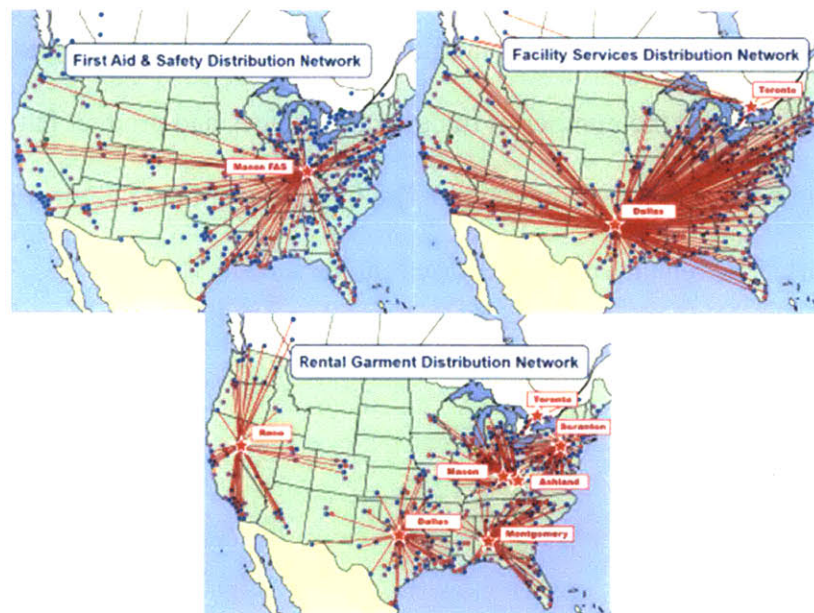 First Aid & Safety Distribution Network
Mason FAS
Facility Services Distribution Network
Toronto
Dallas
Rental Garment Distribution Network
Toronto
Scranton
Reno
Mason
Ashland
Dallas
Montgomery